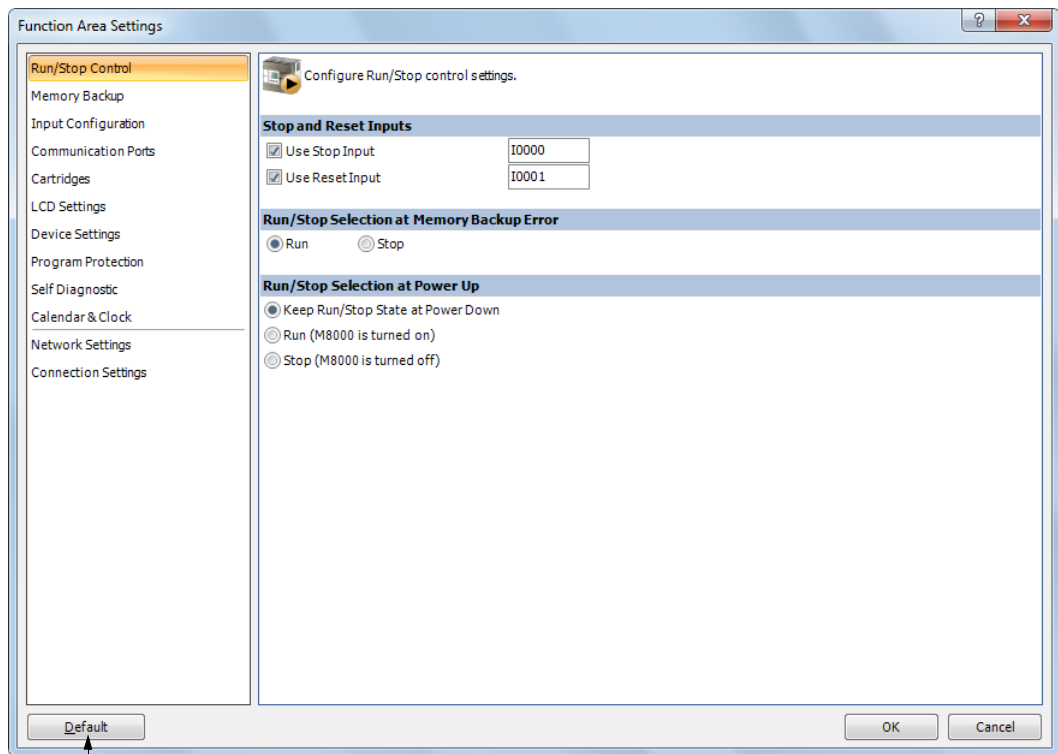 Function Area Settings
?
X
Run/Stop Control
Memory Backup
Input Configuration
Communication Ports
Cartridges
LCD Settings
Device Settings
Program Protection
Self Diagnostic
Calendar & Clock
Network Settings
Connection Settings
Configure Run/Stop control settings.
Stop and Reset Inputs
Use Stop Input I0000
Use Reset Input I0001
Run/Stop Selection at Memory Backup Error
Run Stop
Run/Stop Selection at Power Up
Keep Run/Stop State at Power Down
Run (M8000 is turned on)
Stop (M8000 is turned off)
Default OK Cancel